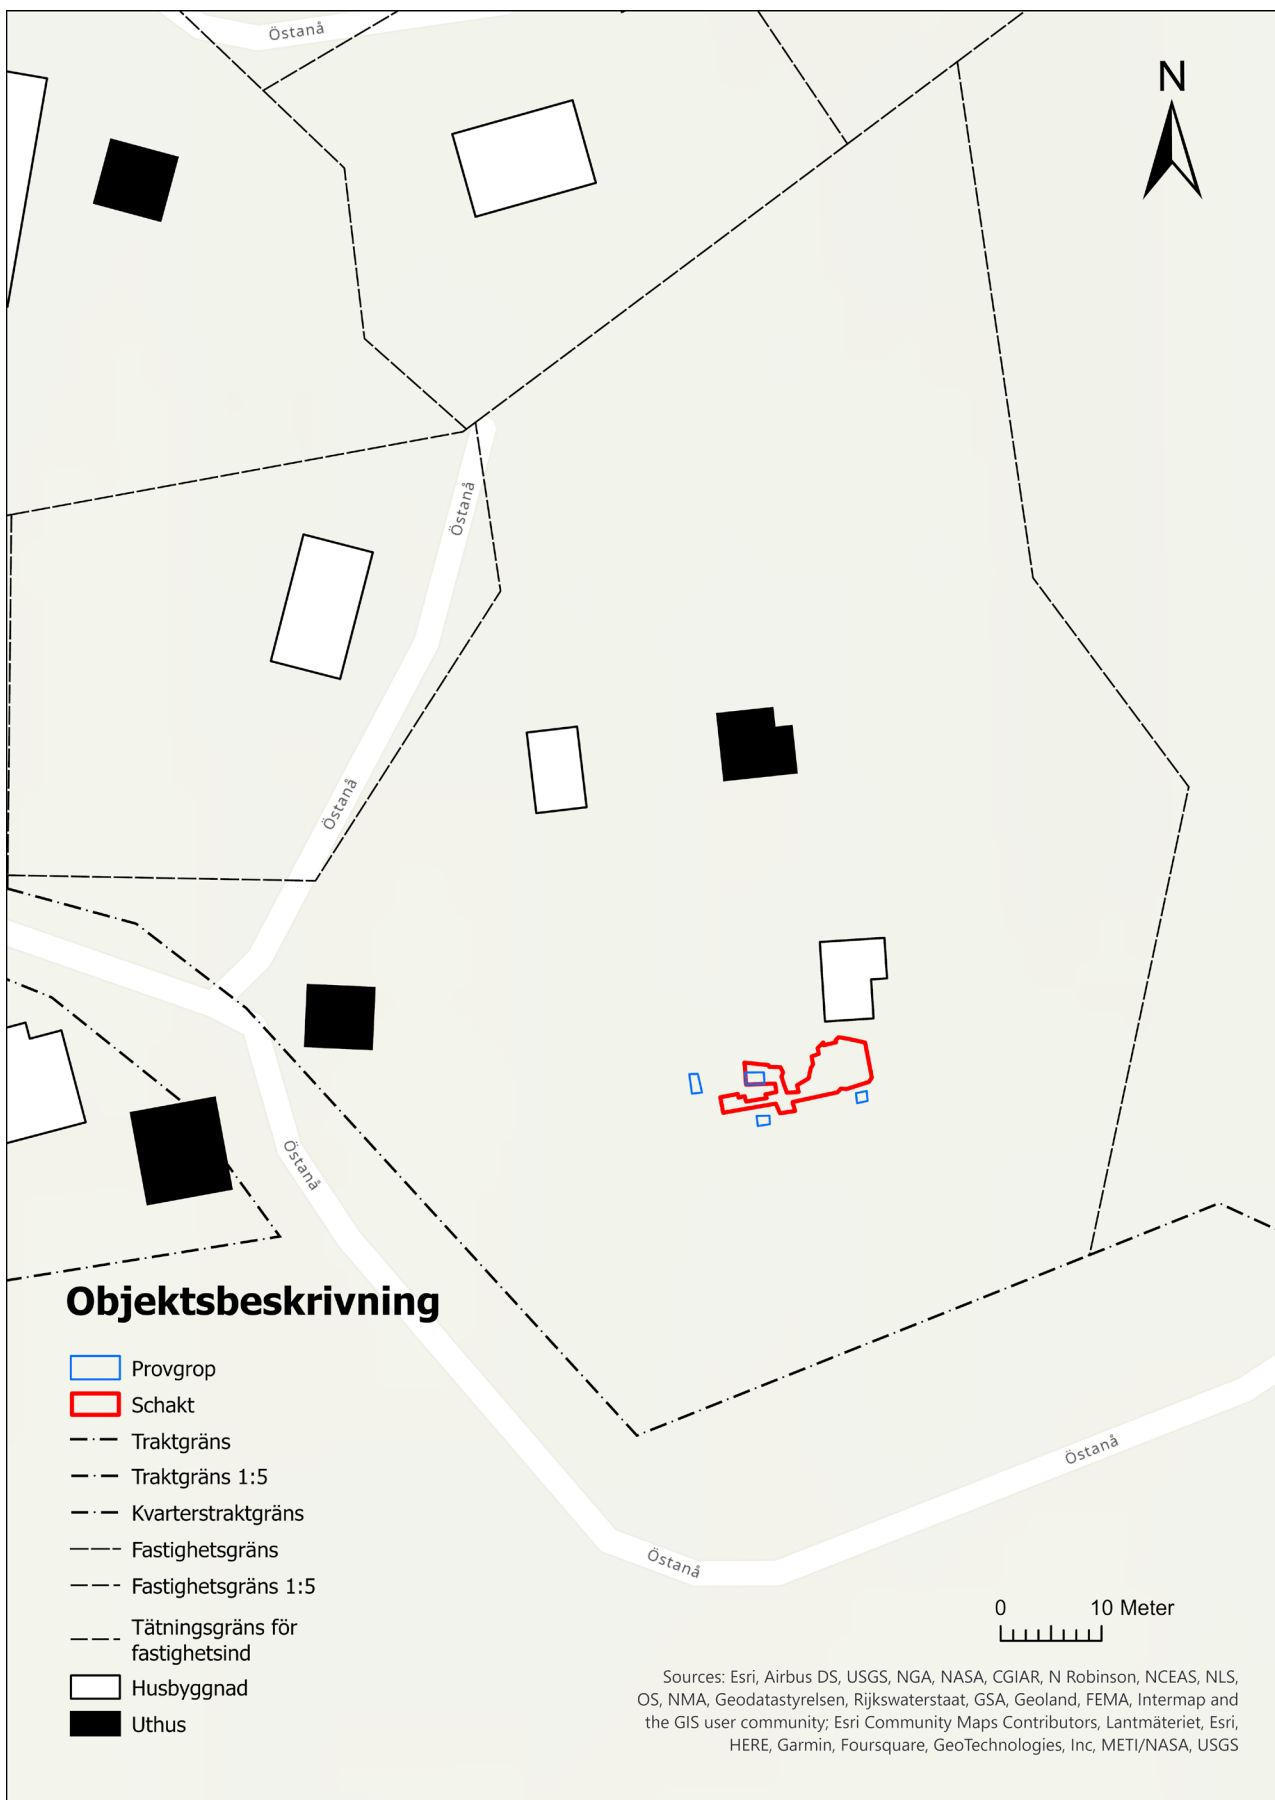 Östanå
N
Östanå
Östanå
Östanå
Objektsbeskrivning
Provgrop
Schakt
Traktgräns
Traktgräns 1:5
Kvarterstraktgräns
Fastighetsgräns
Fastighetsgräns 1:5
Tätningsgräns för
fastighetsind
Husbyggnad
Uthus
Östanå
Östanå
0 10 Meter
Sources: Esri, Airbus DS, USGS, NGA, NASA, CGIAR, N Robinson, NCEAS, NLS,
OS, NMA, Geodatastyrelsen, Rijkswaterstaat, GSA, Geoland, FEMA, Intermap and
the GIS user community; Esri Community Maps Contributors, Lantmäteriet, Esri,
HERE, Garmin, Foursquare, GeoTechnologies, Inc, METI/NASA, USGS